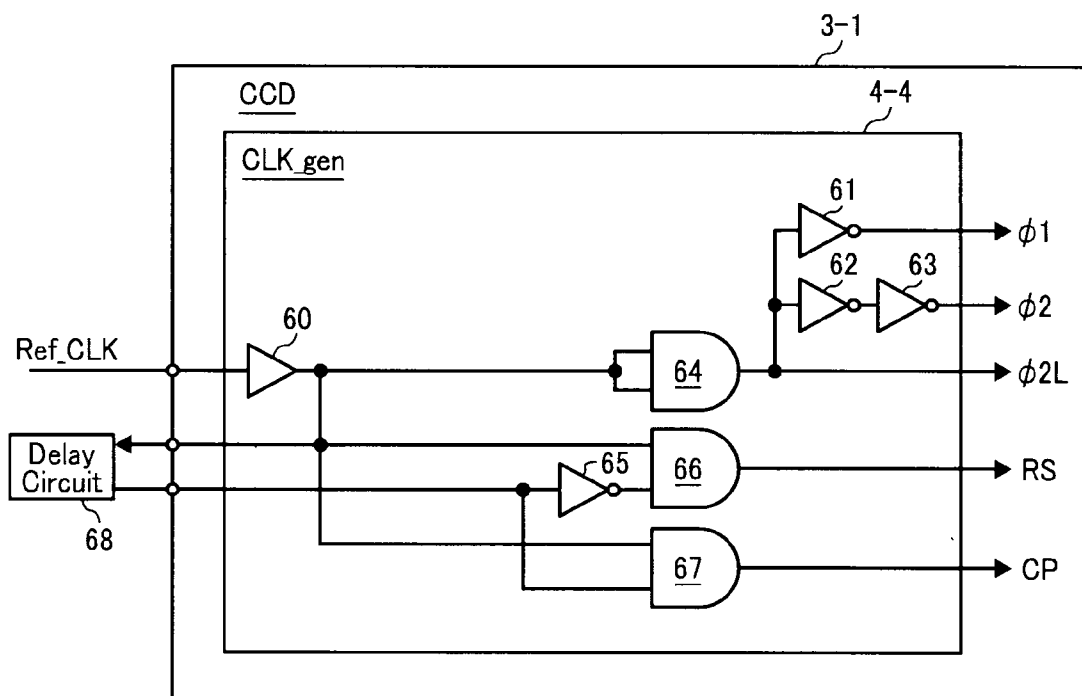 3-1
CCD
4-4
CLK_gen
61
ϕ1
62
63
ϕ2
60
Ref_CLK
64
ϕ2L
Delay
Circuit
68
65
66
RS
67
CP